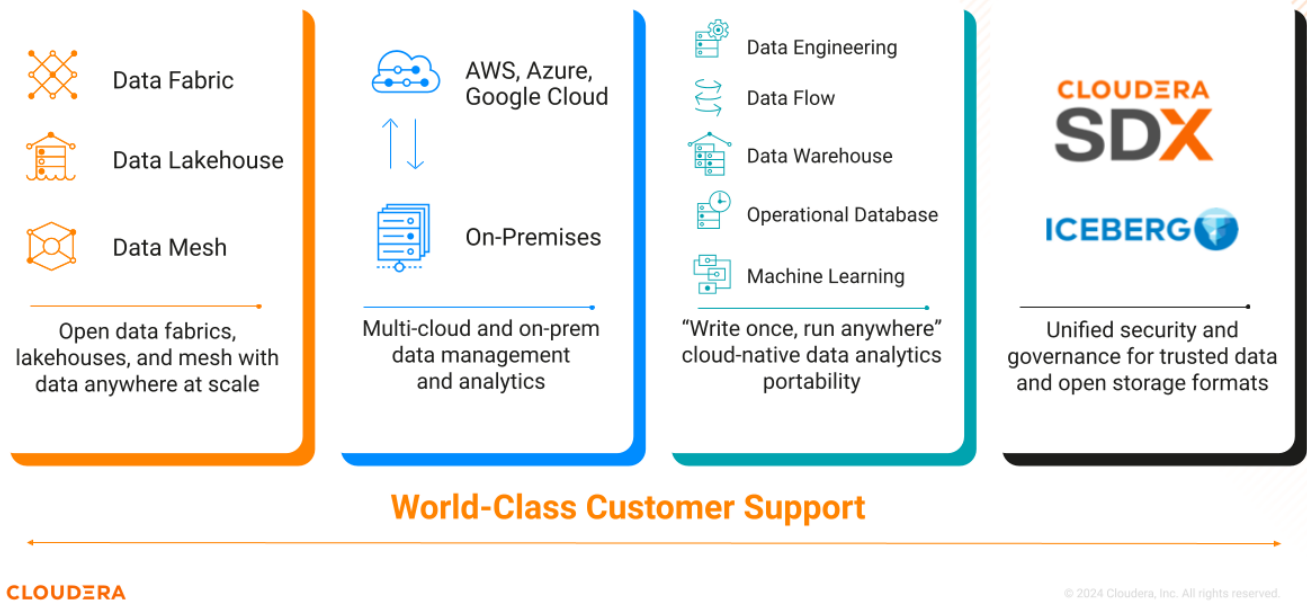 Data Fabric
Data Lakehouse
Data Mesh
Open data fabrics,
lakehouses, and mesh with
data anywhere at scale
AWS, Azure,
Google Cloud
On-Premises
Multi-cloud and on-prem
data management
and analytics
Data Engineering
Data Flow
Data Warehouse
Operational Database
Machine Learning
“Write once, run anywhere”
cloud-native data analytics
portability
CLOUDERA
SDX
ICEBERG
Unified security and
governance for trusted data
and open storage formats
World-Class Customer Support
CLOUDERA
© 2024 Cloudera, Inc. All rights reserved.